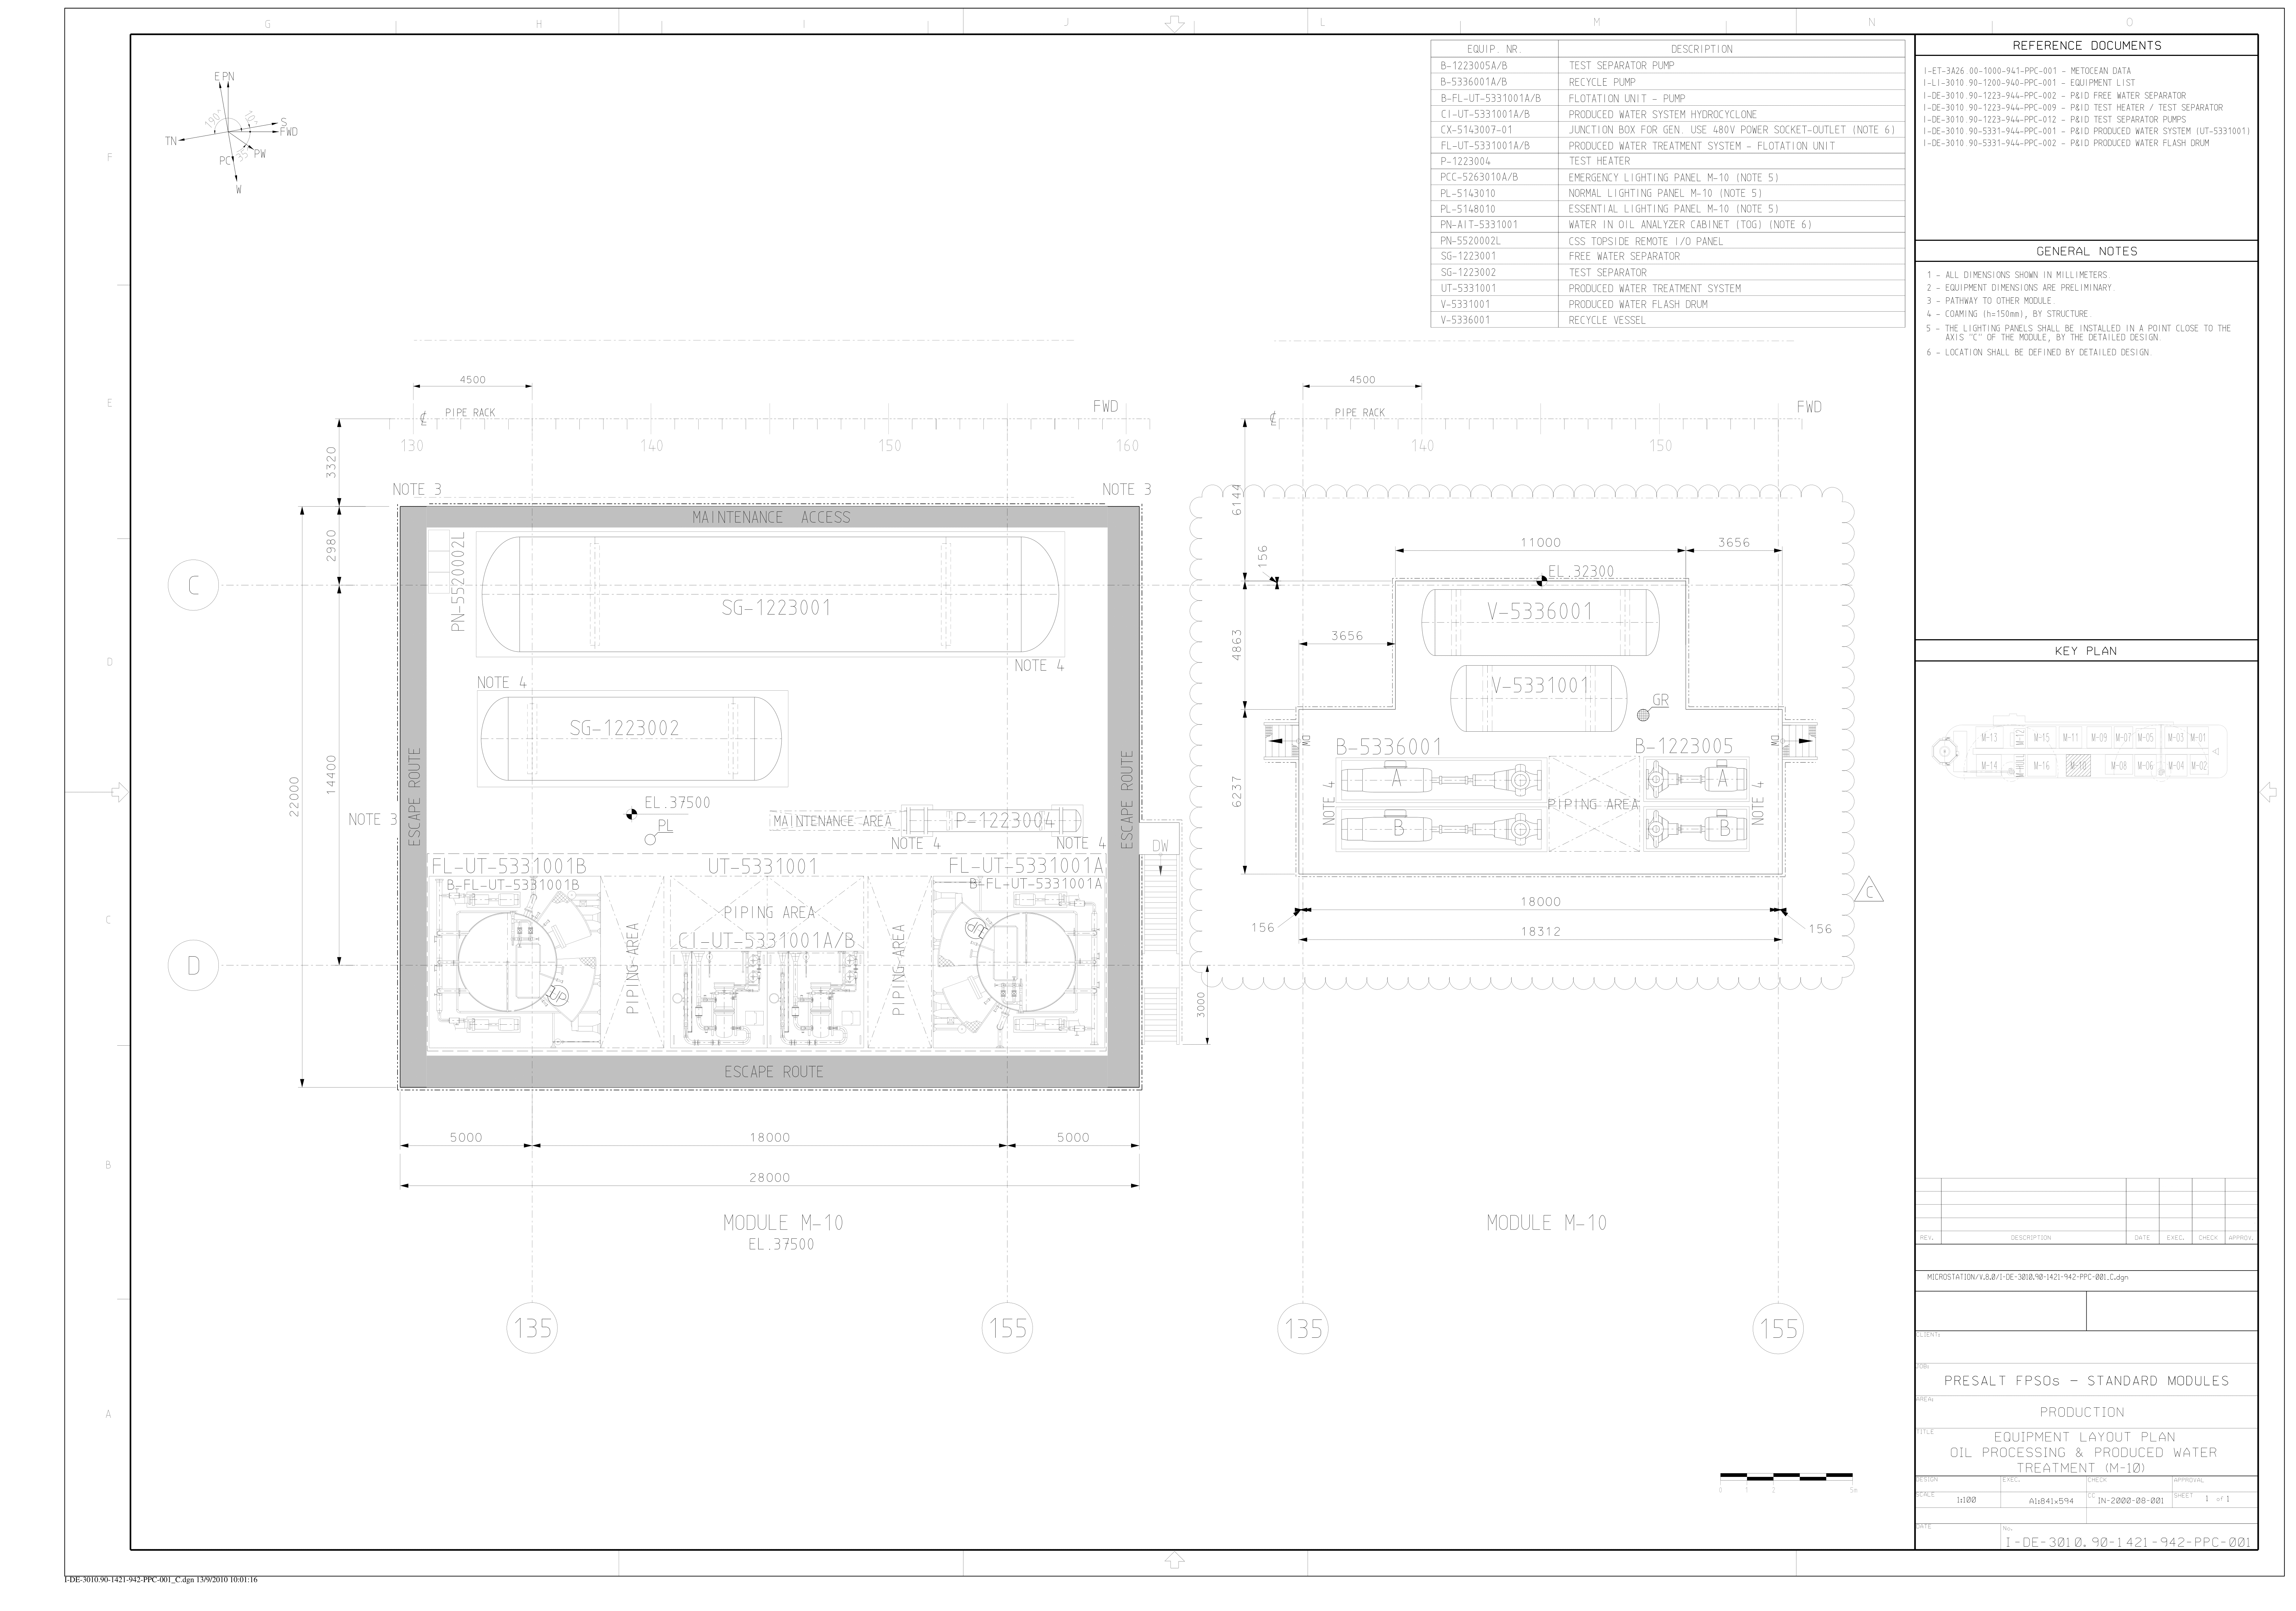 G H I J L M N O
E PN
190°
10°
S
FWD
TN
PC
35°
PW
W
F
E
D
C
B
A
EQUIP. NR. DESCRIPTION
B-1223005A/B TEST SEPARATOR PUMP
B-5336001A/B RECYCLE PUMP
B-FL-UT-5331001A/B FLOTATION UNIT - PUMP
CI-UT-5331001A/B PRODUCED WATER SYSTEM HYDROCYCLONE
CX-5143007-01 JUNCTION BOX FOR GEN. USE 480V POWER SOCKET-OUTLET (NOTE 6)
FL-UT-5331001A/B PRODUCED WATER TREATMENT SYSTEM - FLOTATION UNIT
P-1223004 TEST HEATER
PCC-5263010A/B EMERGENCY LIGHTING PANEL M-10 (NOTE 5)
PL-5143010 NORMAL LIGHTING PANEL M-10 (NOTE 5)
PL-5148010 ESSENTIAL LIGHTING PANEL M-10 (NOTE 5)
PN-AIT-5331001 WATER IN OIL ANALYZER CABINET (TOG) (NOTE 6)
PN-5520002L CSS TOPSIDE REMOTE I/O PANEL
SG-1223001 FREE WATER SEPARATOR
SG-1223002 TEST SEPARATOR
UT-5331001 PRODUCED WATER TREATMENT SYSTEM
V-5331001 PRODUCED WATER FLASH DRUM
V-5336001 RECYCLE VESSEL
REFERENCE DOCUMENTS
I-ET-3A26.00-1000-941-PPC-001 - METOCEAN DATA
I-LI-3010.90-1200-940-PPC-001 - EQUIPMENT LIST
I-DE-3010.90-1223-944-PPC-002 - P&ID FREE WATER SEPARATOR
I-DE-3010.90-1223-944-PPC-009 - P&ID TEST HEATER / TEST SEPARATOR
I-DE-3010.90-1223-944-PPC-012 - P&ID TEST SEPARATOR PUMPS
I-DE-3010.90-5331-944-PPC-001 - P&ID PRODUCED WATER SYSTEM (UT-5331001)
I-DE-3010.90-5331-944-PPC-002 - P&ID PRODUCED WATER FLASH DRUM
GENERAL NOTES
1 - ALL DIMENSIONS SHOWN IN MILLIMETERS.
2 - EQUIPMENT DIMENSIONS ARE PRELIMINARY.
3 - PATHWAY TO OTHER MODULE.
4 - COAMING (h=150mm), BY STRUCTURE.
5 - THE LIGHTING PANELS SHALL BE INSTALLED IN A POINT CLOSE TO THE
AXIS "C" OF THE MODULE, BY THE DETAILED DESIGN.
6 - LOCATION SHALL BE DEFINED BY DETAILED DESIGN.
KEY PLAN
M-13 M-12 M-15 M-11 M-09 M-07 M-05 M-03 M-01
M-14 M-16 M-10 M-08 M-06 M-04 M-02
4500
PIPE RACK
FWD
130 140 150 160
3320
NOTE 3
NOTE 3
MAINTENANCE ACCESS
2980
C
PN-5520002L
SG-1223001
NOTE 4
NOTE 4
SG-1223002
14400
22000
ESCAPE ROUTE
ESCAPE ROUTE
EL.37500
PL
NOTE 3
MAINTENANCE AREA
P-1223004
NOTE 4
NOTE 4
DW
FL-UT-5331001B
UT-5331001
FL-UT-5331001A
B-FL-UT-5331001B
B-FL-UT-5331001A
PIPING AREA
CI-UT-5331001A/B
PIPING AREA
PIPING AREA
UP
UP
D
3000
ESCAPE ROUTE
5000 18000 5000
28000
MODULE M-10
EL.37500
135 155
4500
PIPE RACK
FWD
140 150
6144
156
11000 3656
EL.32300
V-5336001
3656
4863
V-5331001
GR
DW
DW
B-5336001
B-1223005
A
A
NOTE 4
PIPING AREA
NOTE 4
B
B
6237
C
18000
156
156
18312
MODULE M-10
135 155
0 1 2 5m
REV. DESCRIPTION DATE EXEC. CHECK APPROV.
MICROSTATION/V.8.0/I-DE-3010.90-1421-942-PPC-001_C.dgn
CLIENT:
JOB:
PRESALT FPSOs - STANDARD MODULES
AREA:
PRODUCTION
TITLE
EQUIPMENT LAYOUT PLAN
OIL PROCESSING & PRODUCED WATER
TREATMENT (M-10)
DESIGN EXEC. CHECK APPROVAL
SCALE 1:100 A1:841x594 CC IN-2000-08-001 SHEET 1 of 1
DATE No.
I-DE-3010.90-1421-942-PPC-001
I-DE-3010.90-1421-942-PPC-001_C.dgn 13/9/2010 10:01:16